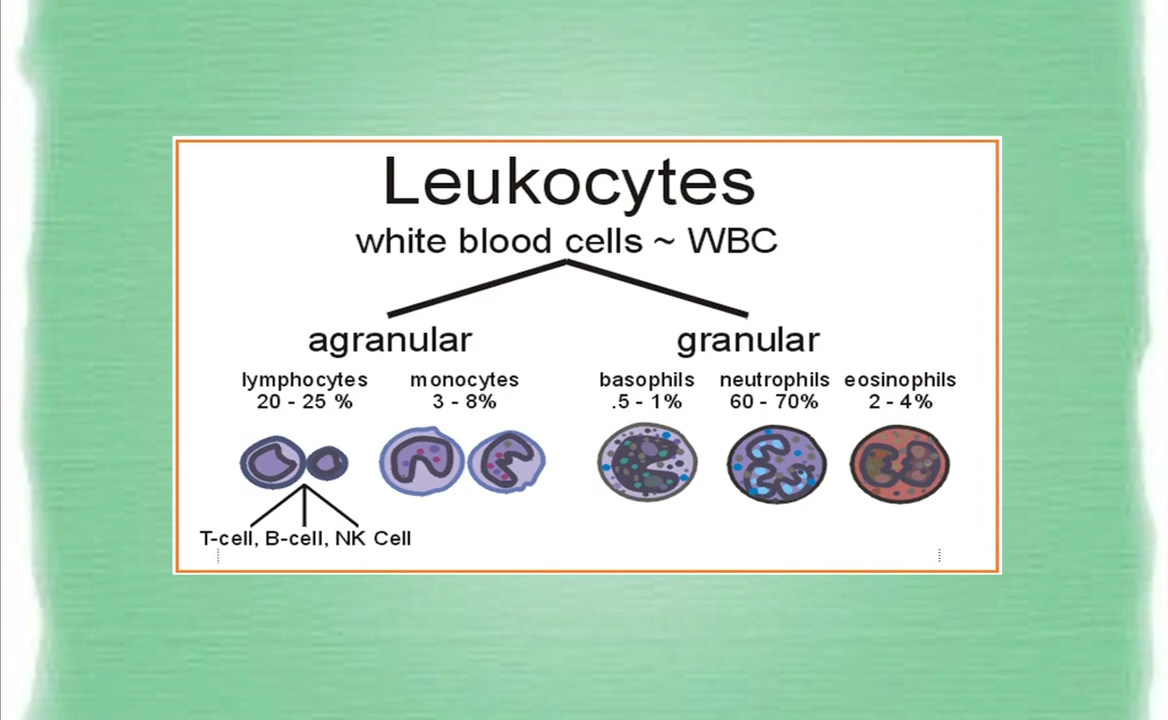 Leukocytes
white blood cells ~ WBC
agranular granular
lymphocytes monocytes basophils neutrophils eosinophils
20 - 25 % 3 - 8% .5 - 1% 60 - 70% 2 - 4%
T-cell, B-cell, NK Cell